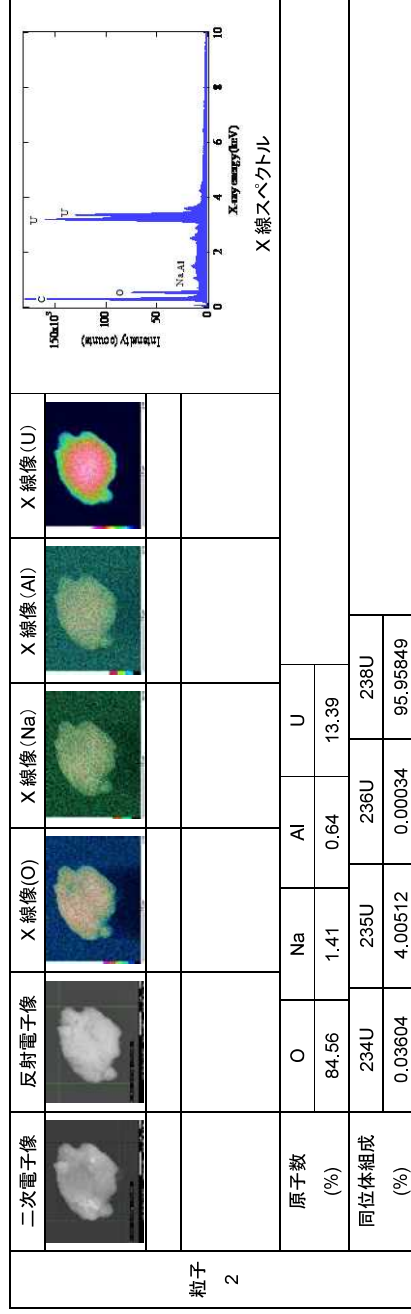 粒子
2
二次電子像 反射電子像 X 線像(O) X 線像(Na) X 線像(Al) X 線像(U)
150x10³
100
50
0
Intensity (counts)
C
O
Na Al
U
U
0 2 4 6 8 10
X-ray energy (keV)
X 線スペクトル
原子数
(%)
O Na Al U
84.56 1.41 0.64 13.39
同位体組成
(%)
234U 235U 236U 238U
0.03604 4.00512 0.00034 95.95849